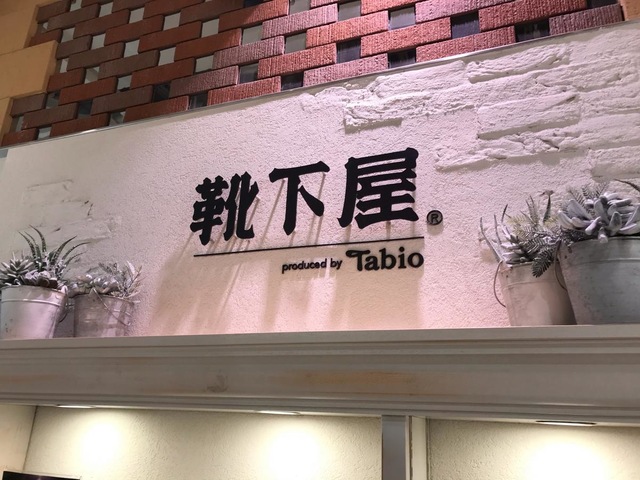 靴下屋®
produced by Tabio